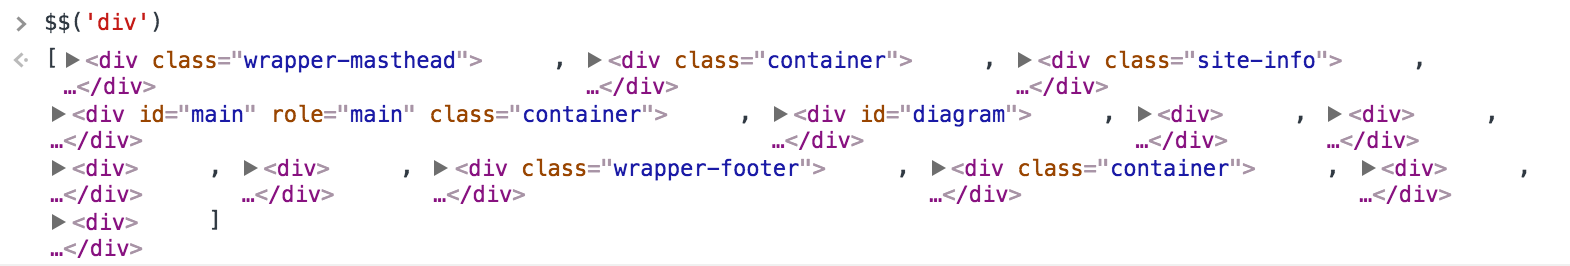 > $$('div')
<· [▶<div class="wrapper-masthead"> , ▶<div class="container"> , ▶<div class="site-info"> ,
…</div> …</div> …</div>
▶<div id="main" role="main" class="container"> , ▶<div id="diagram"> , ▶<div> , ▶<div> ,
…</div> …</div> …</div> …</div>
▶<div> , ▶<div> , ▶<div class="wrapper-footer"> , ▶<div class="container"> , ▶<div> ,
…</div> …</div> …</div> …</div> …</div>
▶<div> ]
…</div>